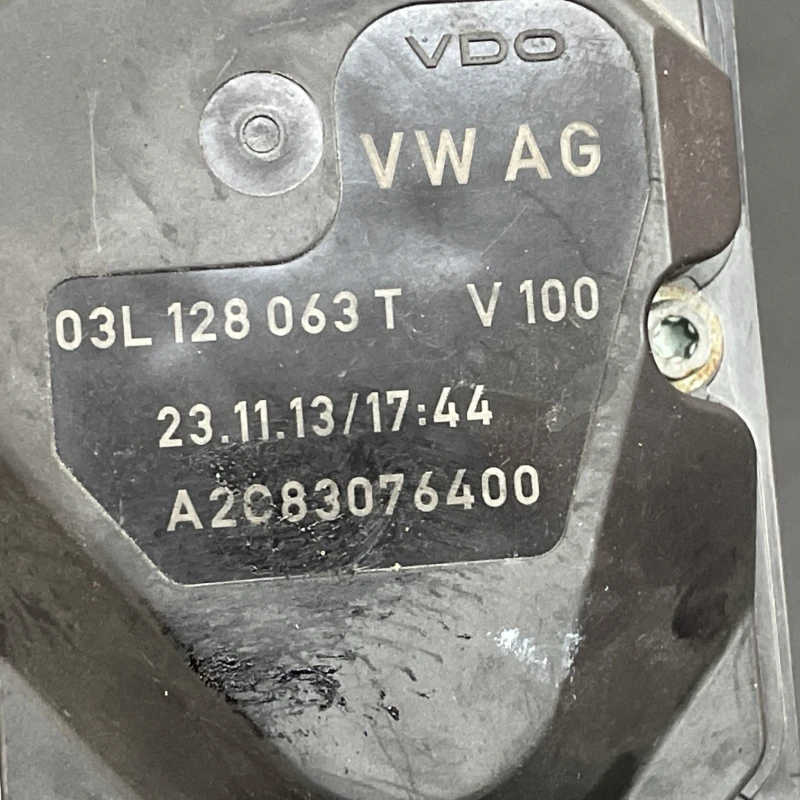 VDO
VW AG
03L 128 063 T V 100
23.11.13/17:44
A2C83076400